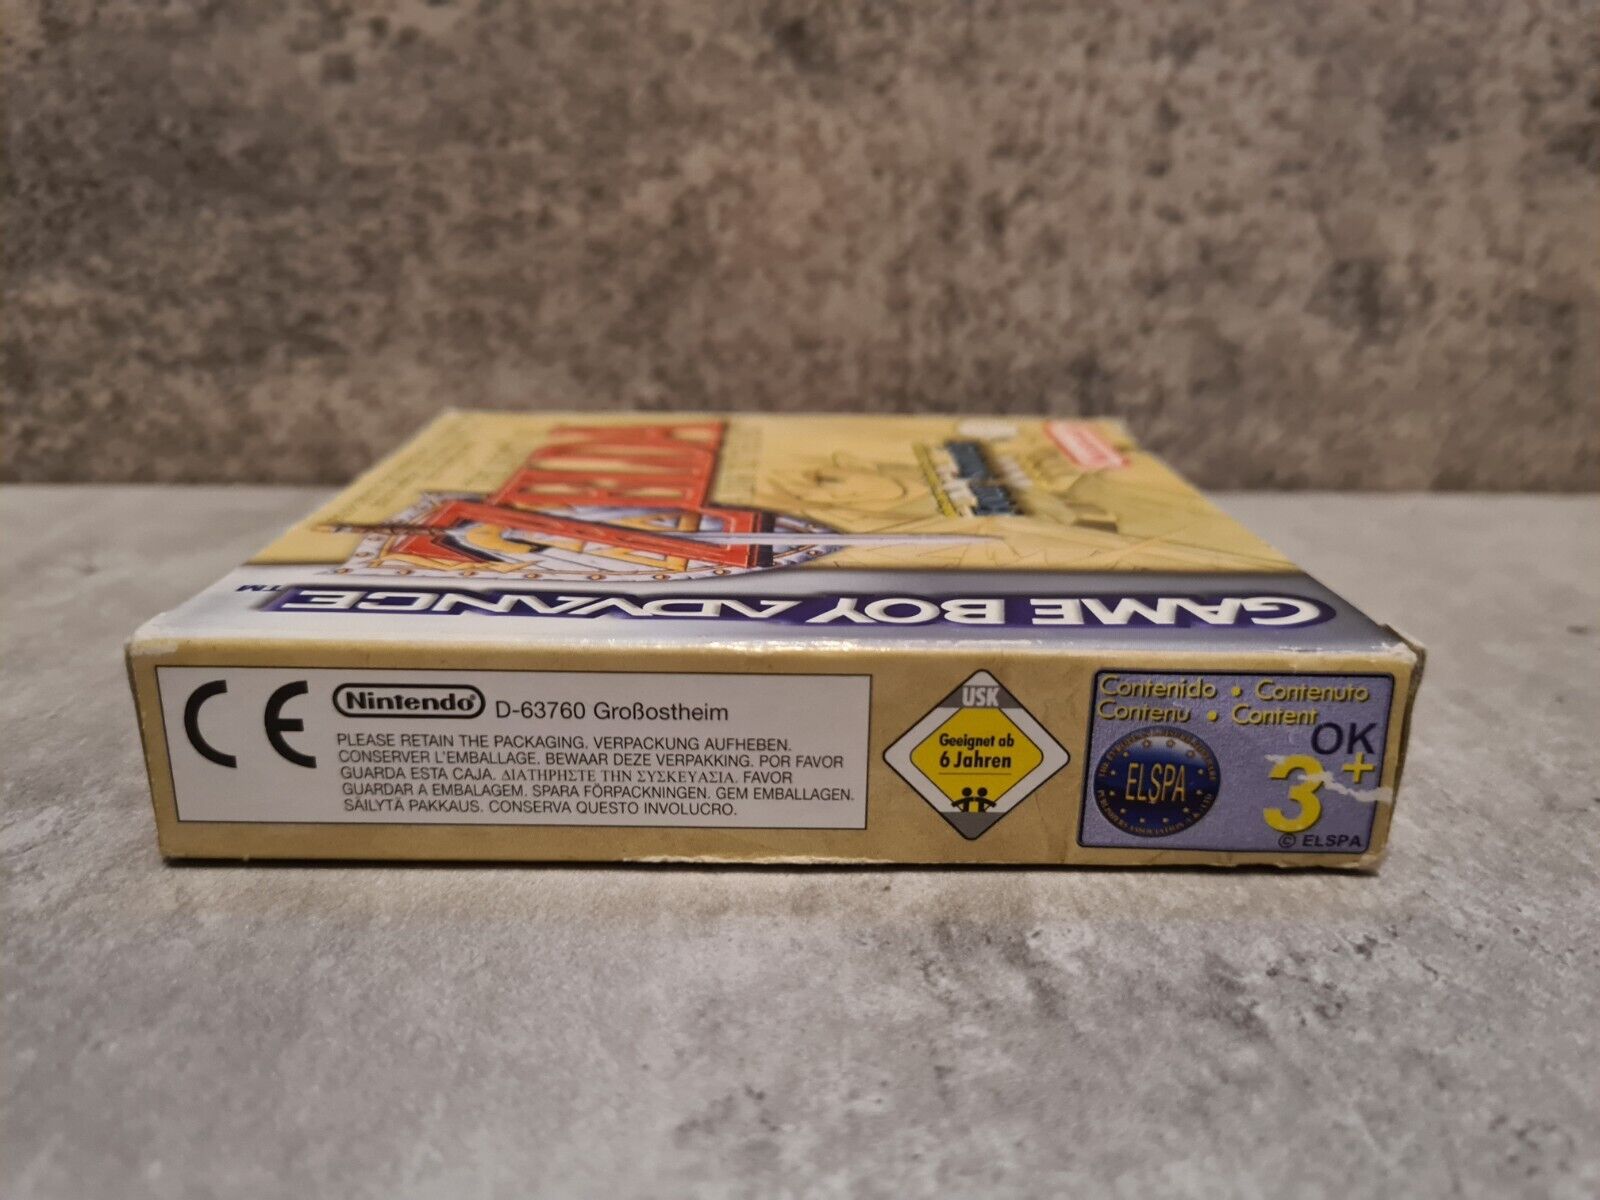 ZELDA
GAME BOY ADVANCE™
CE
Nintendo® D-63760 Großostheim
PLEASE RETAIN THE PACKAGING. VERPACKUNG AUFHEBEN.
CONSERVER L'EMBALLAGE. BEWAAR DEZE VERPAKKING. POR FAVOR
GUARDA ESTA CAJA. ΔΙΑΤΗΡΗΣΤΕ ΤΗΝ ΣΥΣΚΕΥΑΣΙΑ. FAVOR
GUARDAR A EMBALAGEM. SPARA FÖRPACKNINGEN. GEM EMBALLAGEN.
SÄILYTÄ PAKKAUS. CONSERVA QUESTO INVOLUCRO.
USK
Geeignet ab
6 Jahren
Contenido • Contenuto
Contenu • Content
OK
3+
ELSPA
© ELSPA